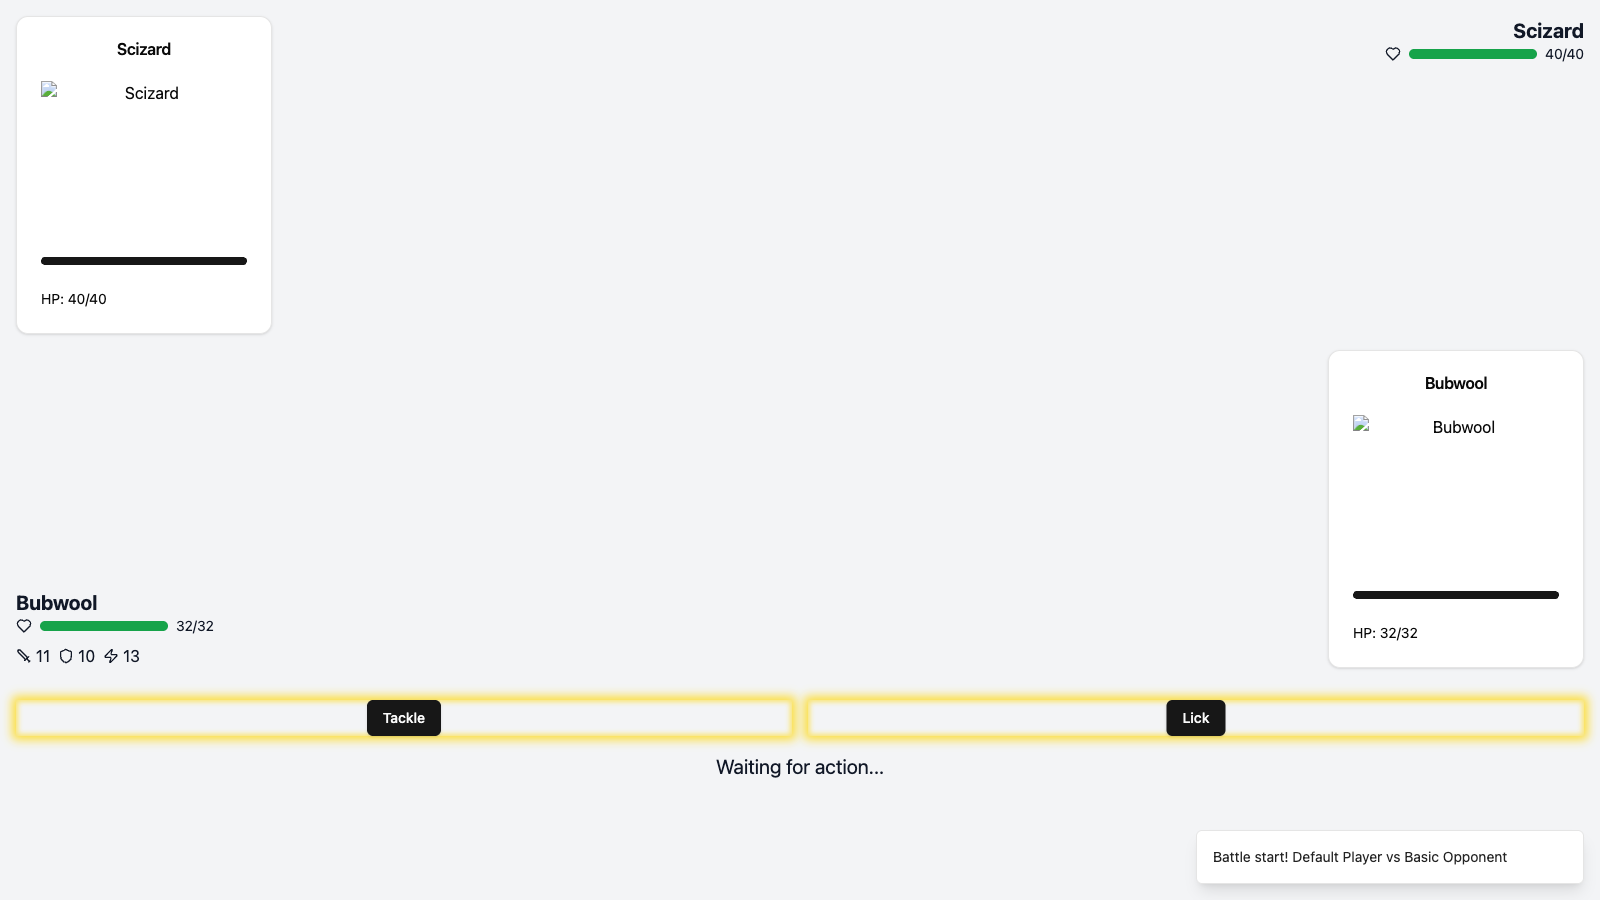 Scizard
Scizard
HP: 40/40
Scizard
40/40
Bubwool
Bubwool
HP: 32/32
Bubwool
32/32
11 10 13
Tackle
Lick
Waiting for action...
Battle start! Default Player vs Basic Opponent